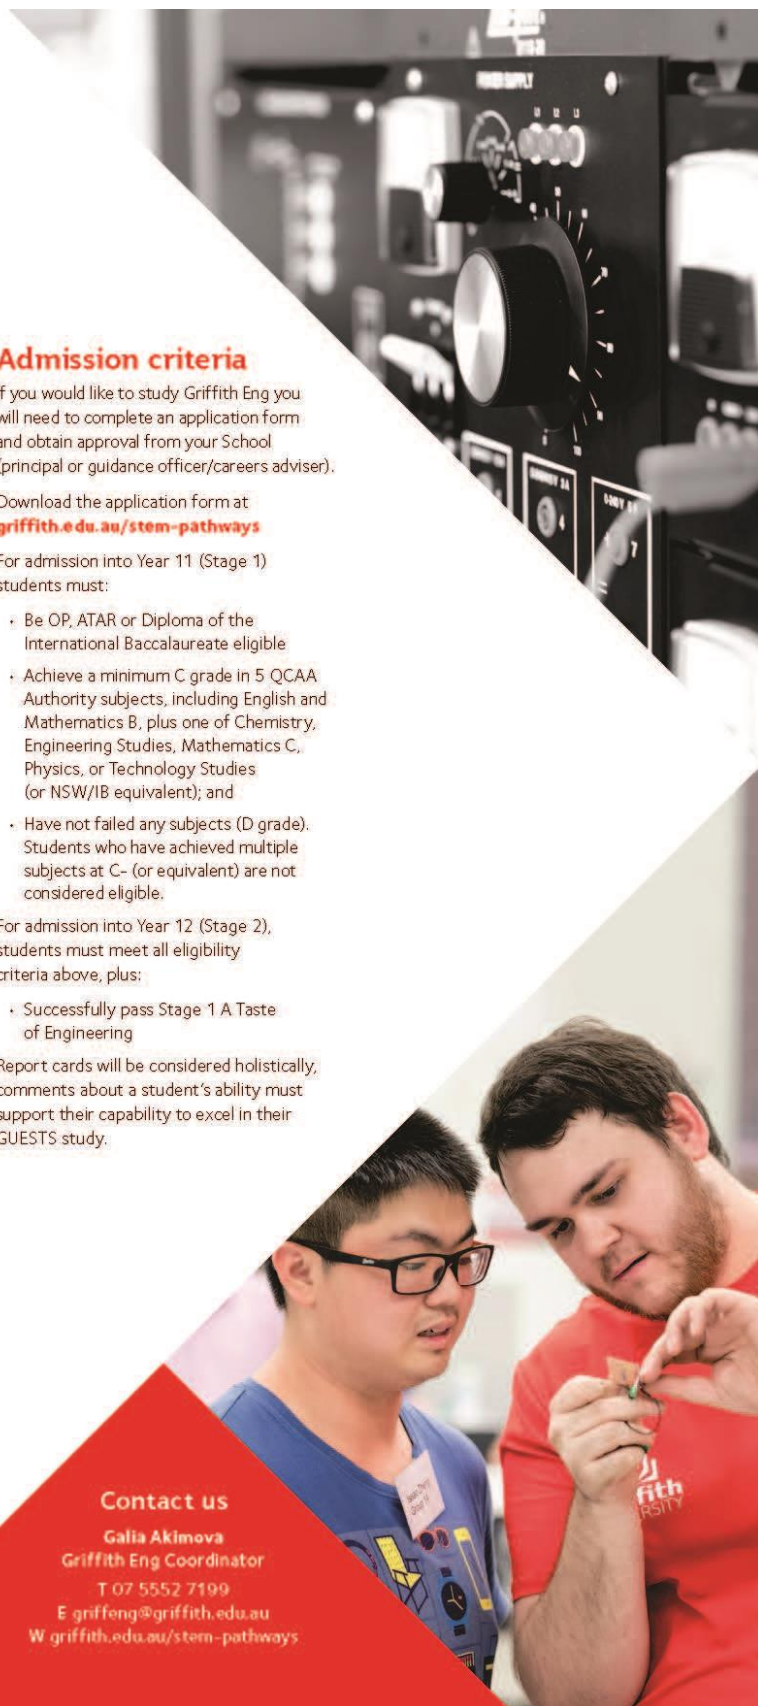 POWER SUPPLY
L1 L2 L3
4
7
Admission criteria
f you would like to study Griffith Eng you
will need to complete an application form
and obtain approval from your School
(principal or guidance officer/careers adviser).
Download the application form at
griffith.edu.au/stem-pathways
For admission into Year 11 (Stage 1)
students must:
• Be OP, ATAR or Diploma of the
International Baccalaureate eligible
• Achieve a minimum C grade in 5 QCAA
Authority subjects, including English and
Mathematics B, plus one of Chemistry,
Engineering Studies, Mathematics C,
Physics, or Technology Studies
(or NSW/IB equivalent); and
• Have not failed any subjects (D grade).
Students who have achieved multiple
subjects at C- (or equivalent) are not
considered eligible.
For admission into Year 12 (Stage 2),
students must meet all eligibility
criteria above, plus:
• Successfully pass Stage 1 A Taste
of Engineering
Report cards will be considered holistically,
comments about a student's ability must
support their capability to excel in their
GUESTS study.
ffith
ERSITY
Contact us
Galia Akimova
Griffith Eng Coordinator
T 07 5552 7199
E griffeng@griffith.edu.au
W griffith.edu.au/stem-pathways